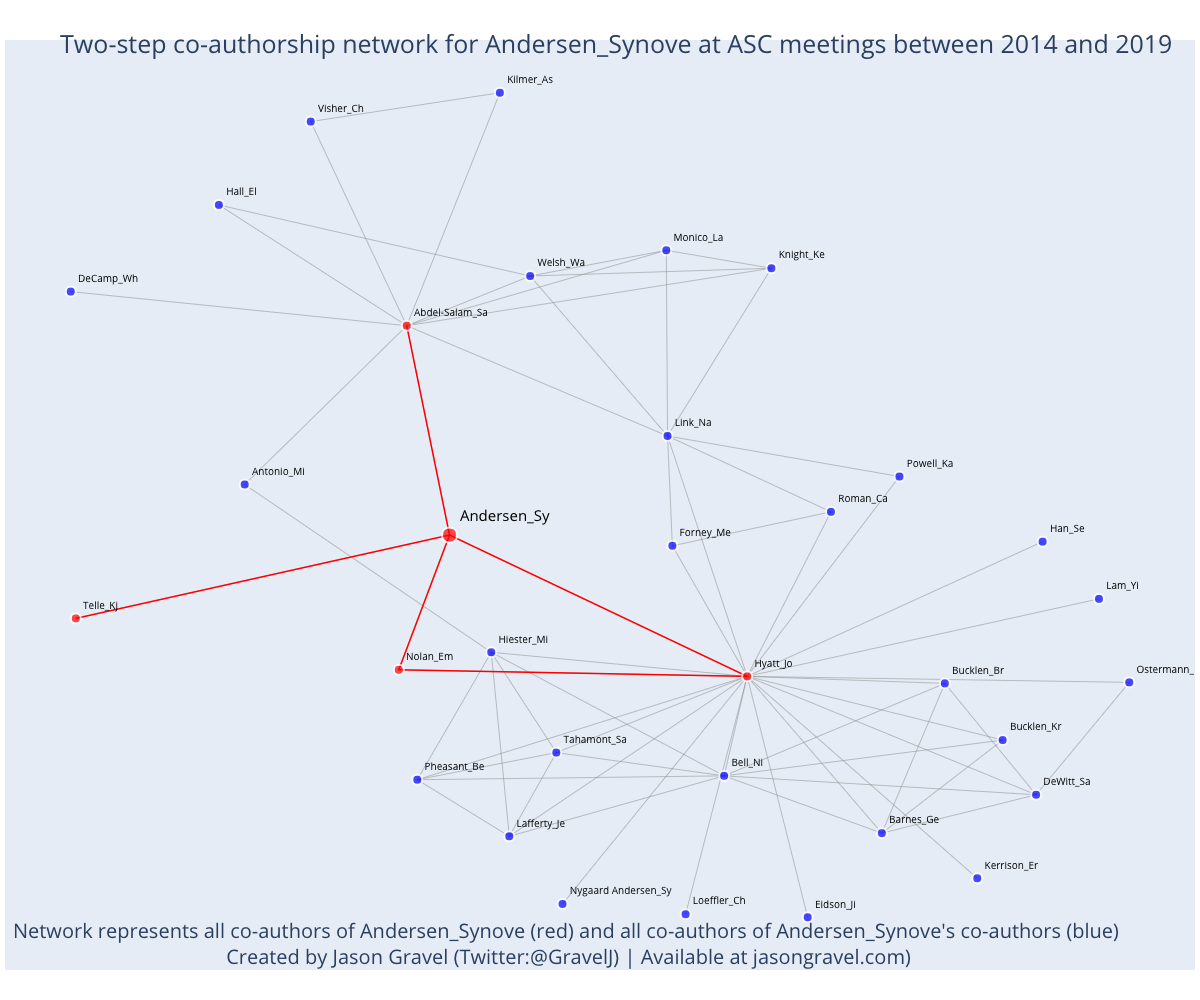 Two-step co-authorship network for Andersen_Synove at ASC meetings between 2014 and 2019
Kilmer_As
Visher_Ch
Hall_El
Monico_La
Knight_Ke
Welsh_Wa
DeCamp_Wh
Abdel-Salam_Sa
Link_Na
Powell_Ka
Antonio_Mi
Roman_Ca
Andersen_Sy
Han_Se
Forney_Me
Lam_Yi
Telle_Kj
Hiester_Mi
Nolan_Em
Hyatt_Jo
Bucklen_Br
Ostermann_
Bucklen_Kr
Tahamont_Sa
Pheasant_Be
Bell_Ni
DeWitt_Sa
Lafferty_Je
Barnes_Ge
Kerrison_Er
Nygaard Andersen_Sy
Loeffler_Ch
Eidson_Ji
Network represents all co-authors of Andersen_Synove (red) and all co-authors of Andersen_Synove's co-authors (blue)
Created by Jason Gravel (Twitter:@GravelJ) | Available at jasongravel.com)